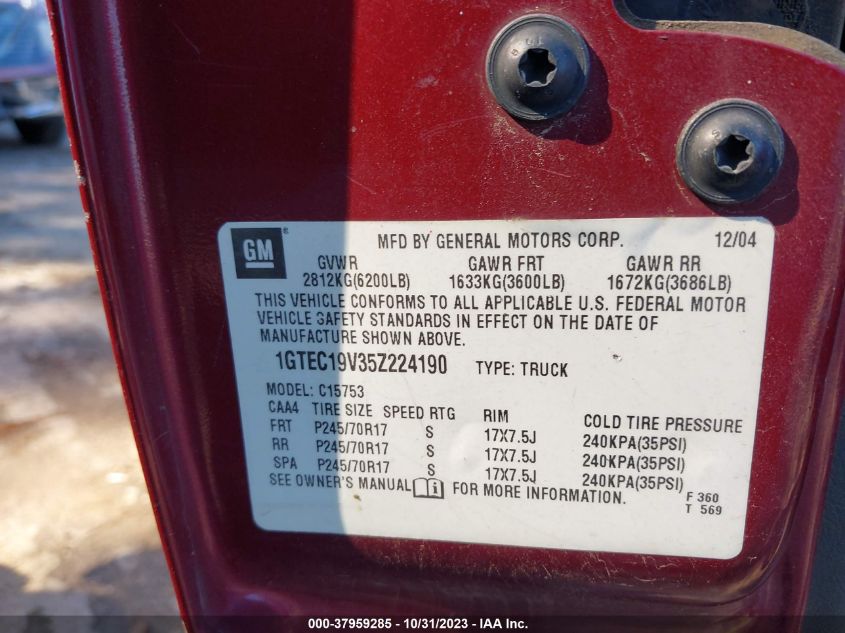 GM
MFD BY GENERAL MOTORS CORP. 12/04
GVWR GAWR FRT GAWR RR
2812KG(6200LB) 1633KG(3600LB) 1672KG(3686LB)
THIS VEHICLE CONFORMS TO ALL APPLICABLE U.S. FEDERAL MOTOR
VEHICLE SAFETY STANDARDS IN EFFECT ON THE DATE OF
MANUFACTURE SHOWN ABOVE.
1GTEC19V35Z224190 TYPE: TRUCK
MODEL: C15753
CAA4 TIRE SIZE SPEED RTG RIM COLD TIRE PRESSURE
FRT P245/70R17 S 17X7.5J 240KPA(35PSI)
RR P245/70R17 S 17X7.5J 240KPA(35PSI)
SPA P245/70R17 S 17X7.5J 240KPA(35PSI)
SEE OWNER'S MANUAL FOR MORE INFORMATION.
F 360
T 569
000-37959285 - 10/31/2023 - IAA Inc.